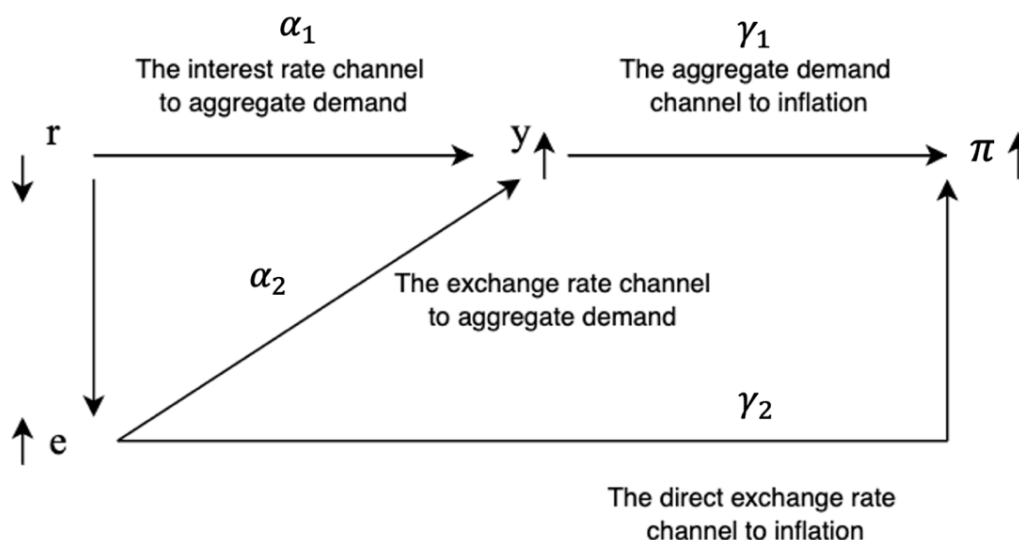 α₁
The interest rate channel
to aggregate demand
γ₁
The aggregate demand
channel to inflation
r
y
π
α₂
The exchange rate channel
to aggregate demand
e
γ₂
The direct exchange rate
channel to inflation